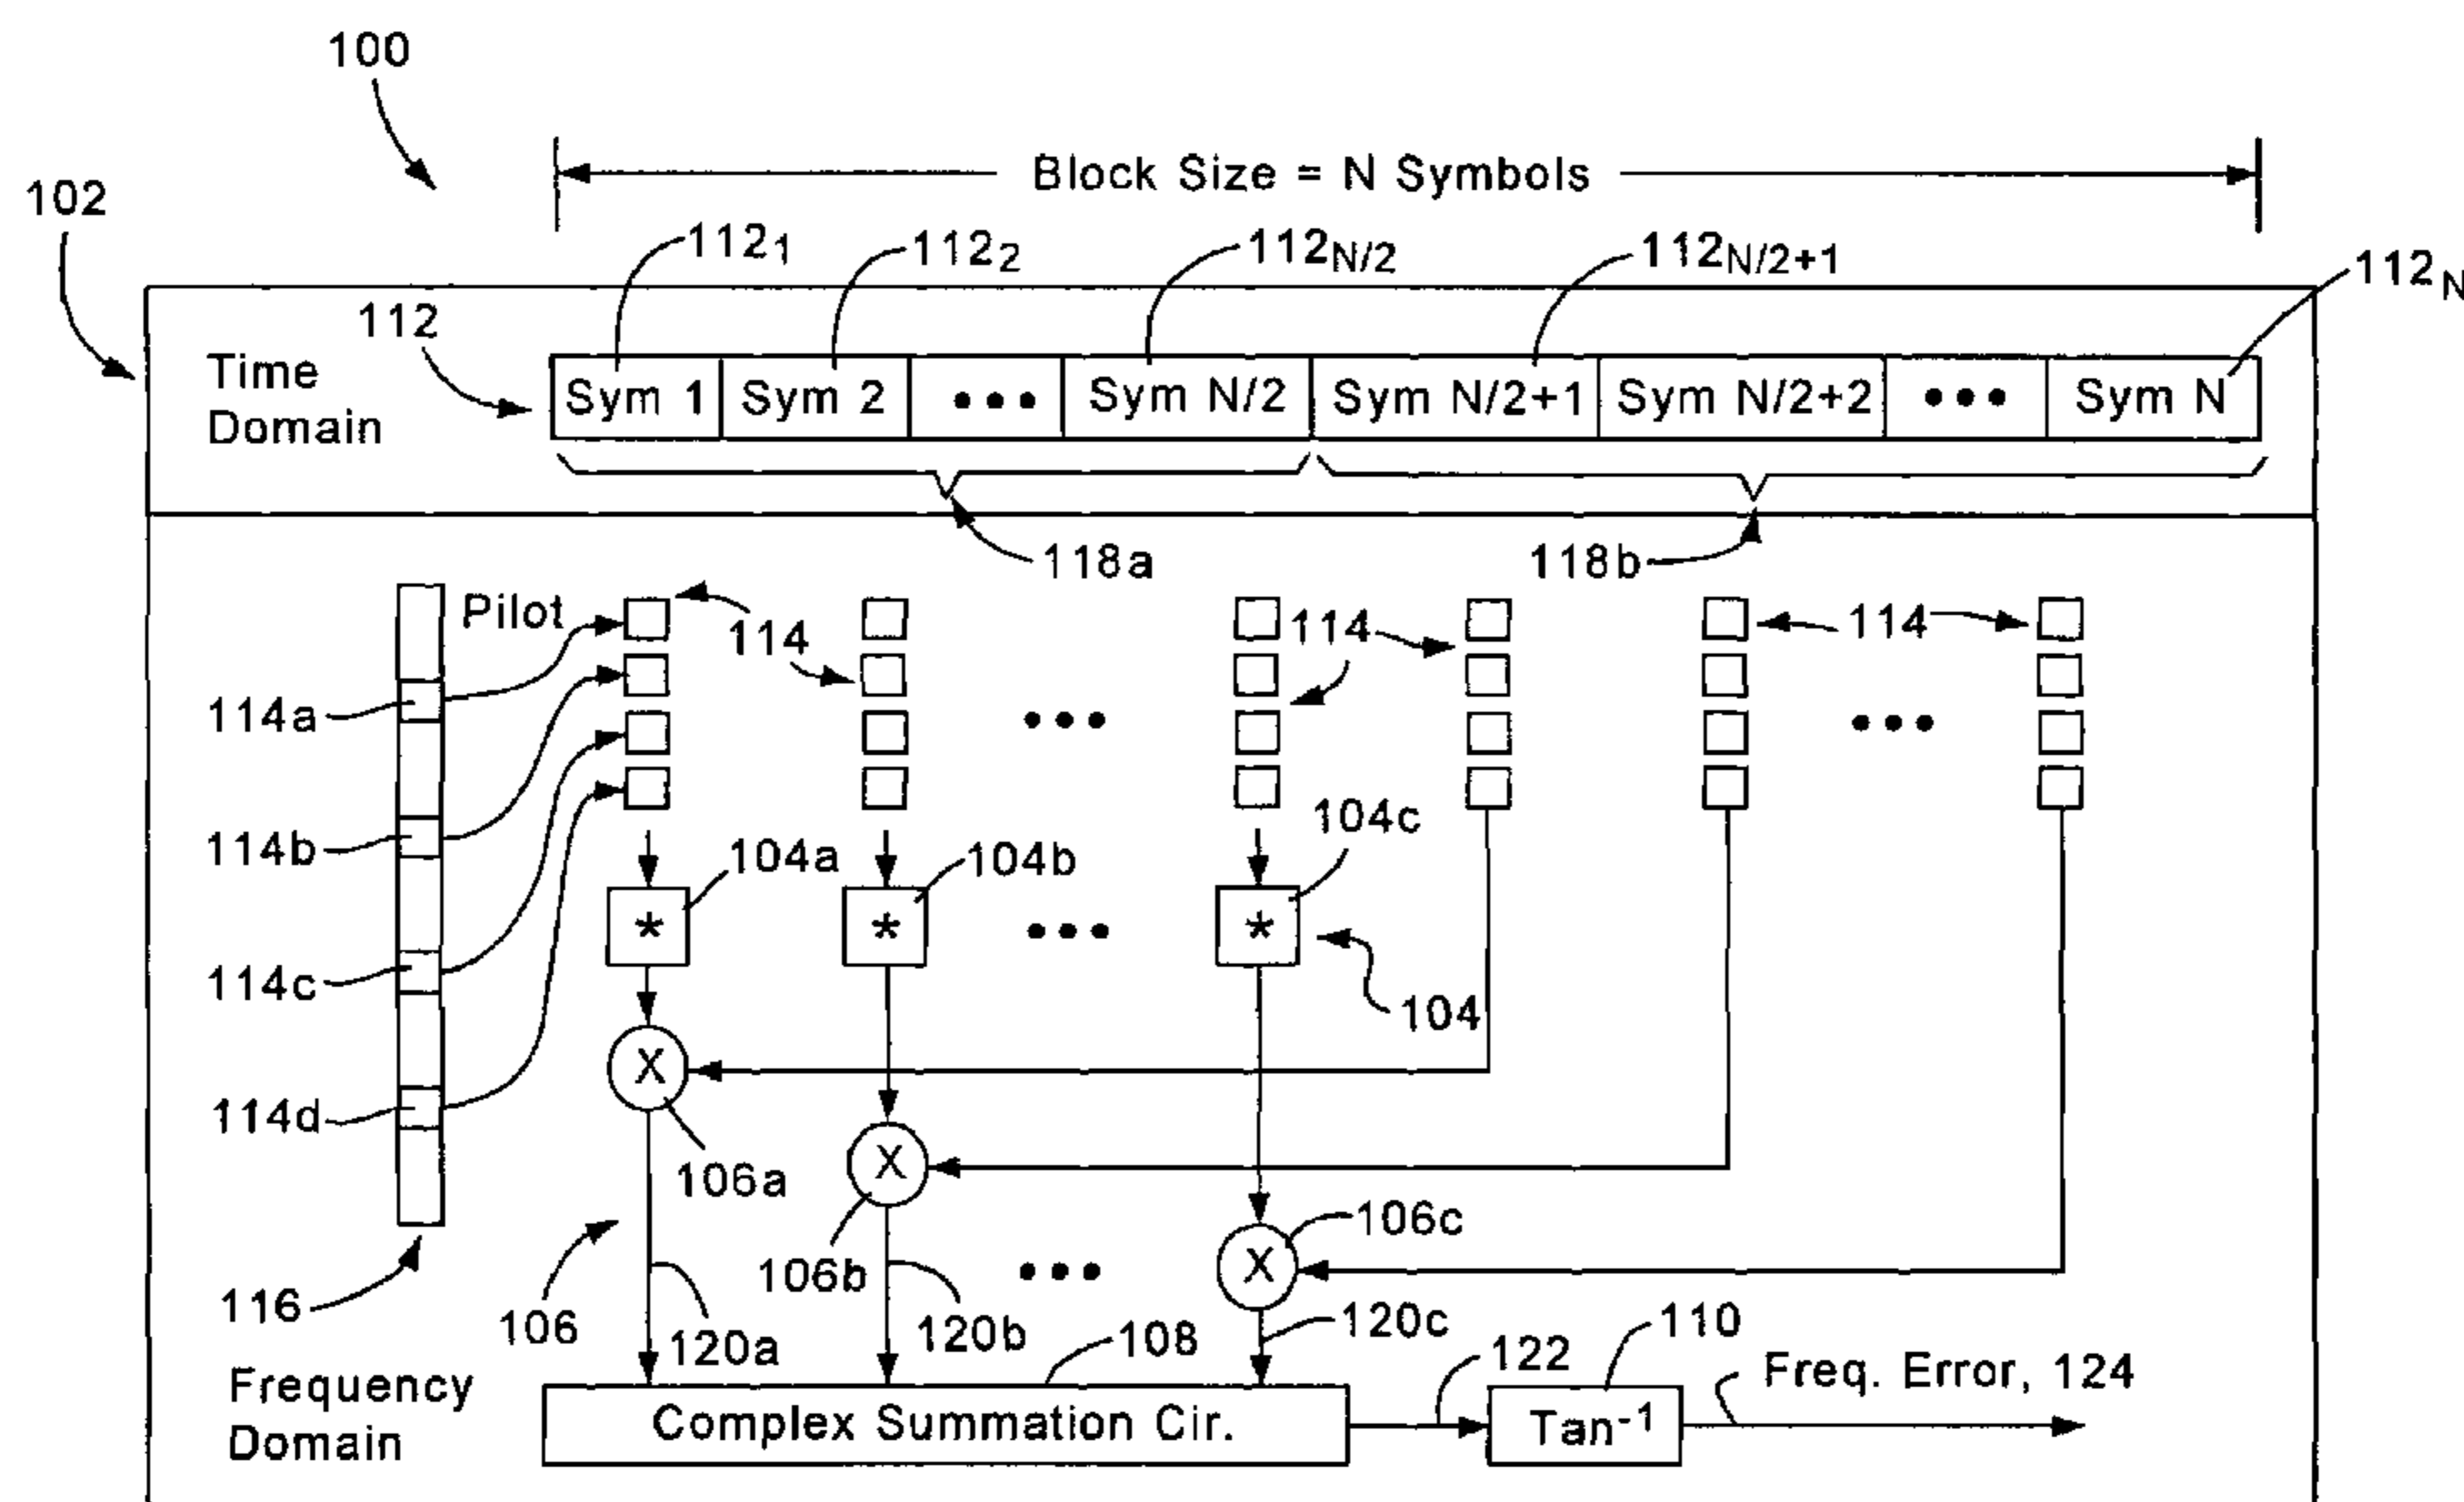 100
Block Size = N Symbols
102
112₁
112₂
112N/2
112N/2+1
112N
112
Time
Domain
Sym 1
Sym 2
•••
Sym N/2
Sym N/2+1
Sym N/2+2
•••
Sym N
118a
118b
Pilot
114
114
114
114a
•••
•••
114b
104a
104b
104c
*
*
•••
*
114c
104
X
114d
106a
X
106b
106c
•••
X
116
106
120a
120b
108
120c
122
110
Freq. Error, 124
Frequency
Domain
Complex Summation Cir.
Tan⁻¹